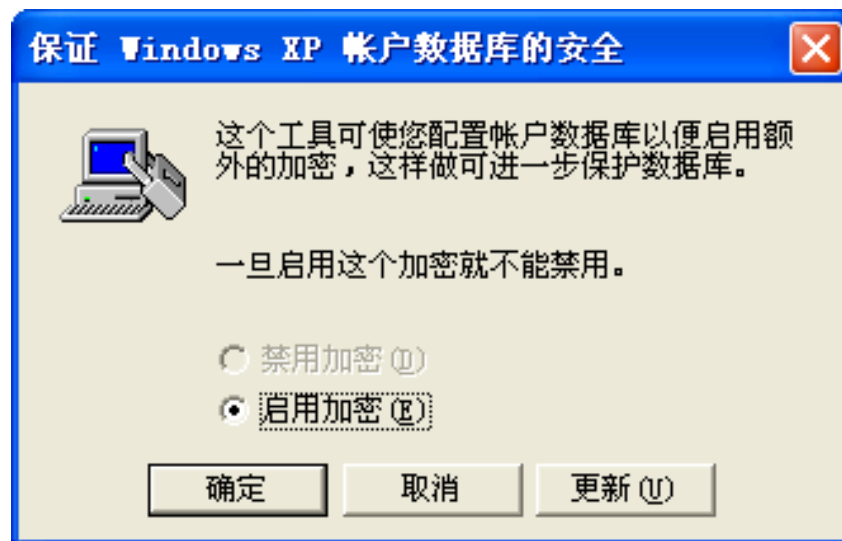 保证 Windows XP 帐户数据库的安全
这个工具可使您配置帐户数据库以便启用额
外的加密，这样做可进一步保护数据库。
一旦启用这个加密就不能禁用。
禁用加密(D)
启用加密(E)
确定 取消 更新(U)